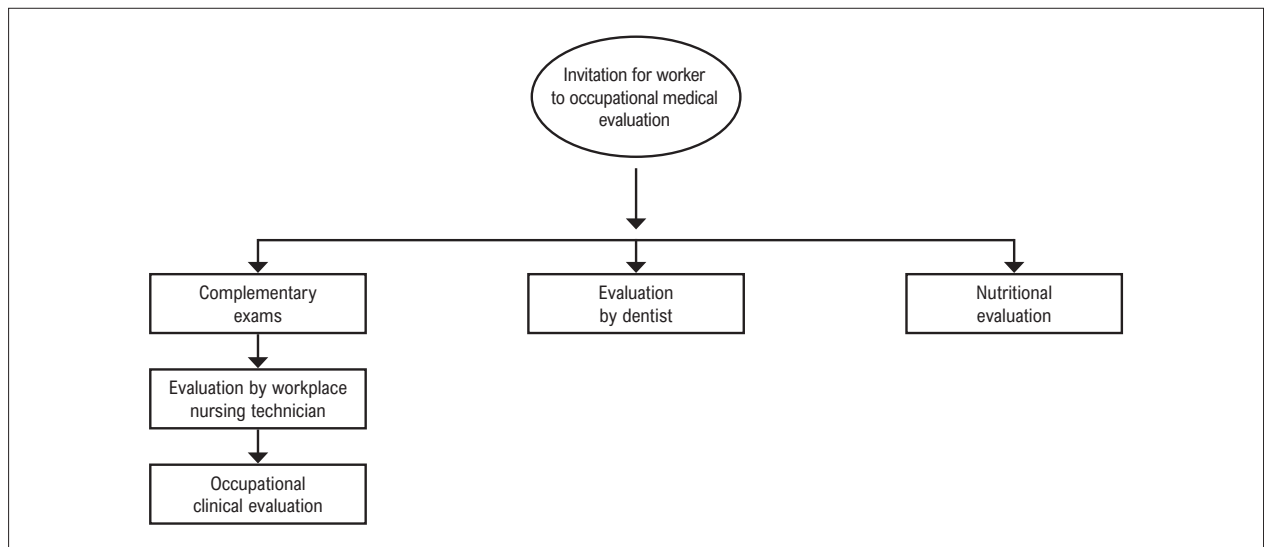 Invitation for worker
to occupational medical
evaluation
Complementary
exams
Evaluation
by dentist
Nutritional
evaluation
Evaluation by workplace
nursing technician
Occupational
clinical evaluation